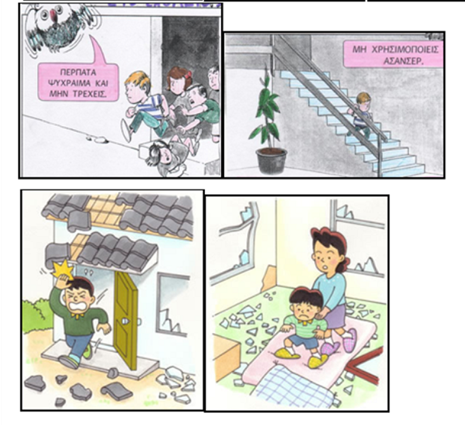 ΠΕΡΠΑΤΑ
ΨΥΧΡΑΙΜΑ ΚΑΙ
ΜΗΝ ΤΡΕΧΕΙΣ.
ΜΗ ΧΡΗΣΙΜΟΠΟΙΕΙΣ
ΑΣΑΝΣΕΡ.